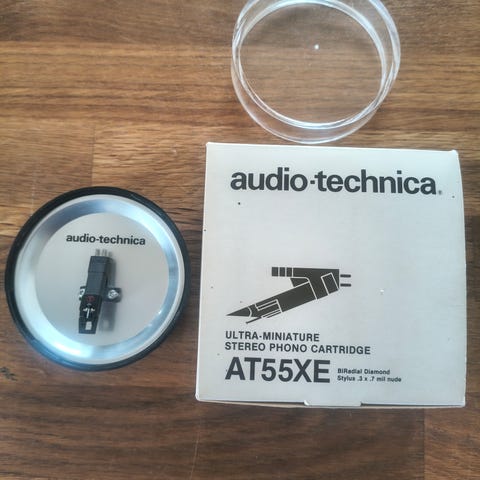 audio-technica
audio-technica®
ULTRA-MINIATURE
STEREO PHONO CARTRIDGE
AT55XE
BiRadial Diamond
Stylus .3 x .7 mil nude